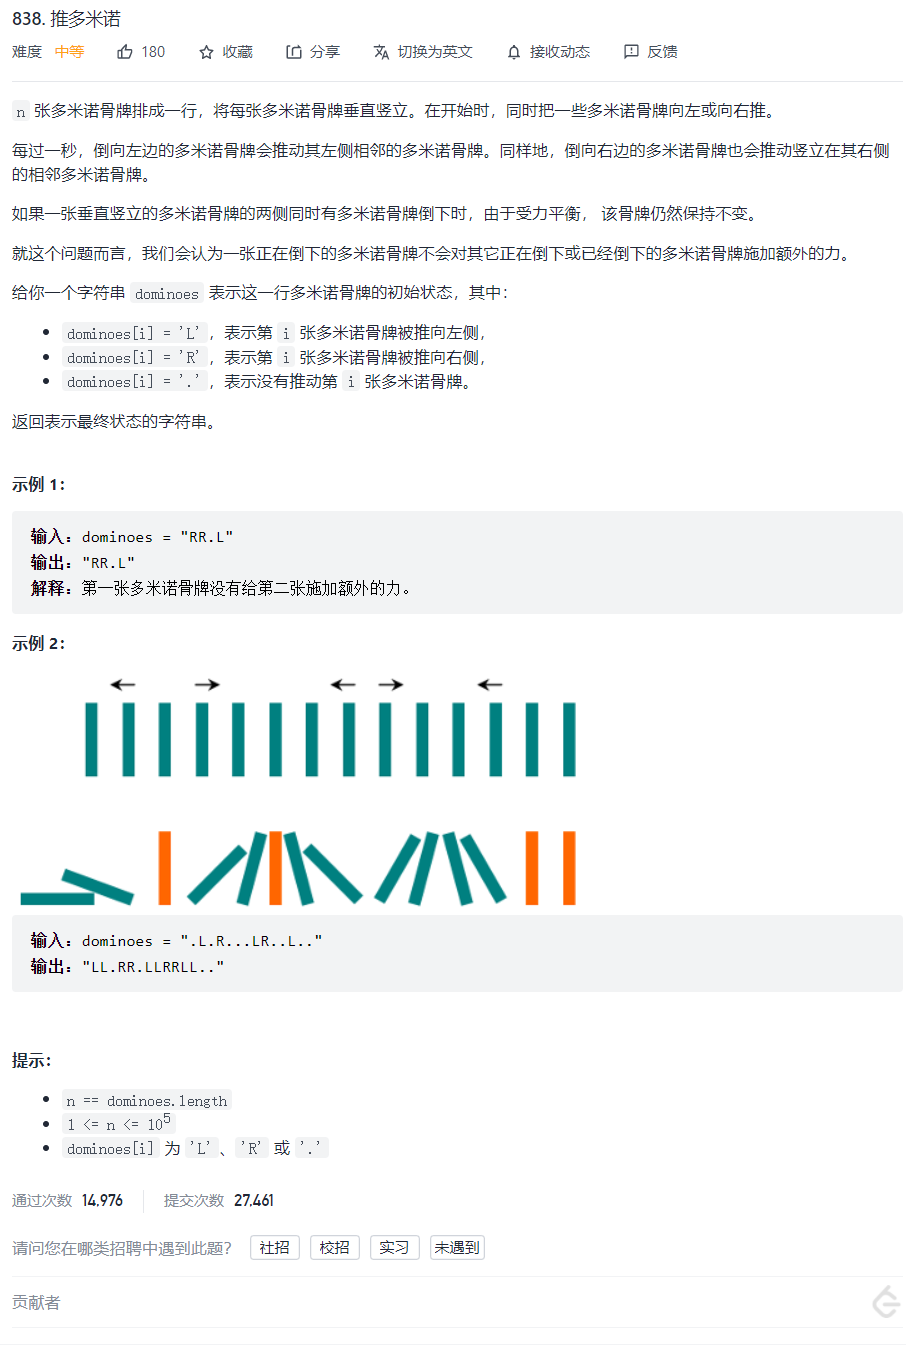 838. 推多米诺
难度 中等 180 收藏 分享 切换为英文 接收动态 反馈
n 张多米诺骨牌排成一行，将每张多米诺骨牌垂直竖立。在开始时，同时把一些多米诺骨牌向左或向右推。
每过一秒，倒向左边的多米诺骨牌会推动其左侧相邻的多米诺骨牌。同样地，倒向右边的多米诺骨牌也会推动竖立在其右侧
的相邻多米诺骨牌。
如果一张垂直竖立的多米诺骨牌的两侧同时有多米诺骨牌倒下时，由于受力平衡， 该骨牌仍然保持不变。
就这个问题而言，我们会认为一张正在倒下的多米诺骨牌不会对其它正在倒下或已经倒下的多米诺骨牌施加额外的力。
给你一个字符串 dominoes 表示这一行多米诺骨牌的初始状态，其中：
dominoes[i] = 'L'，表示第 i 张多米诺骨牌被推向左侧，
dominoes[i] = 'R'，表示第 i 张多米诺骨牌被推向右侧，
dominoes[i] = '.'，表示没有推动第 i 张多米诺骨牌。
返回表示最终状态的字符串。
示例 1：
输入：dominoes = "RR.L"
输出："RR.L"
解释：第一张多米诺骨牌没有给第二张施加额外的力。
示例 2：
输入：dominoes = ".L.R...LR..L.."
输出："LL.RR.LLRRLL.."
提示：
n == dominoes.length
1 <= n <= 10^5
dominoes[i] 为 'L'、'R' 或 '.'
通过次数 14,976 提交次数 27,461
请问您在哪类招聘中遇到此题？ 社招 校招 实习 未遇到
贡献者